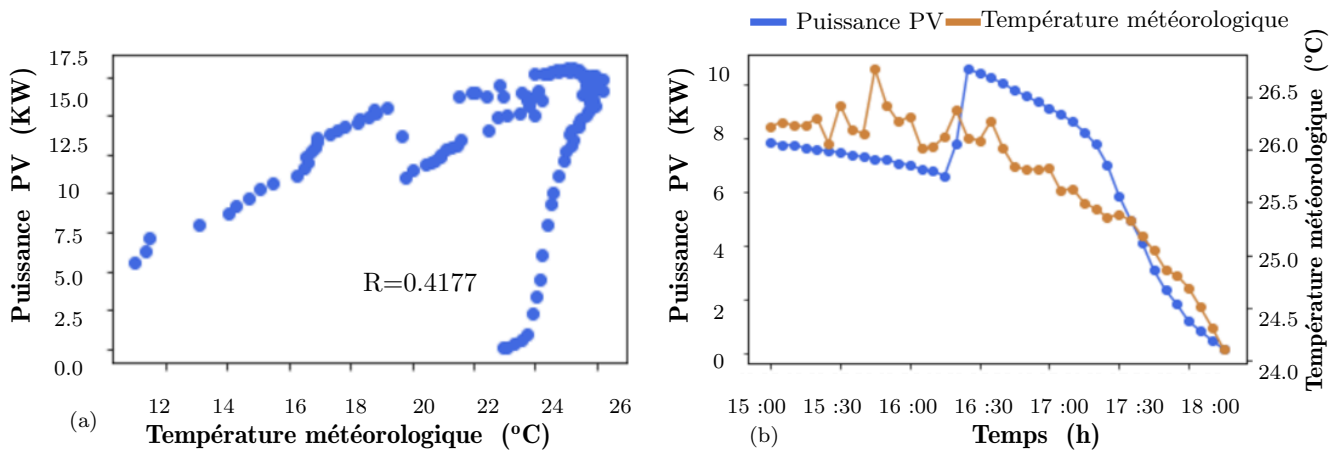 Puissance PV (KW)
17.5
15.0
12.5
10
7.5
5.0
2.5
0.0
R=0.4177
12 14 16 18 20 22 24 26
(a)
Température météorologique (°C)
Puissance PV Température météorologique
Puissance PV (KW)
10
8
6
4
2
0
26.5
26.0
25.5
25.0
24.5
24.0
Température météorologique (°C)
15 :00 15 :30 16 :00 16 :30 17 :00 17 :30 18 :00
(b)
Temps (h)